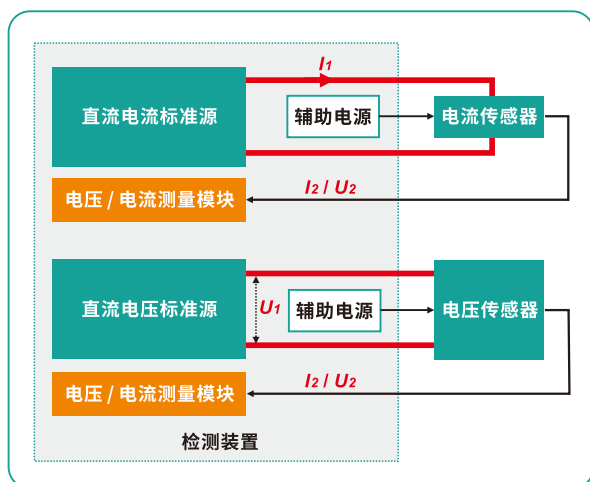 I1
直流电流标准源
辅助电源
电流传感器
电压 / 电流测量模块
I2 / U2
直流电压标准源
U1
辅助电源
电压传感器
电压 / 电流测量模块
I2 / U2
检测装置